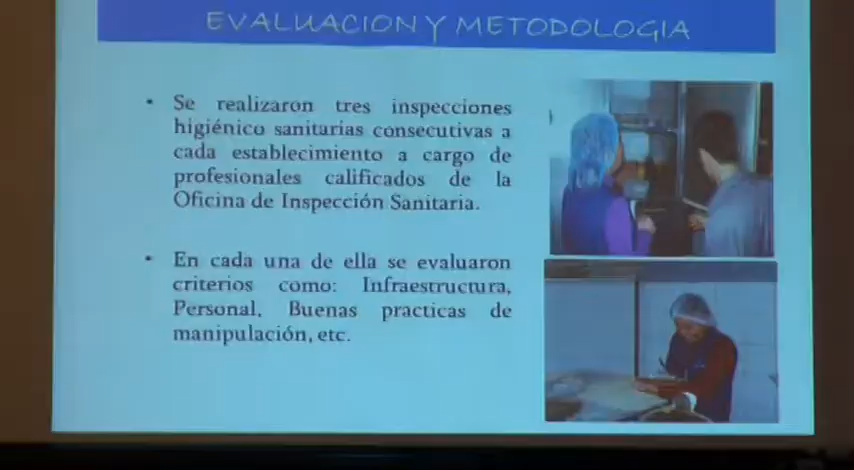 EVALUACION Y METODOLOGIA
• Se realizaron tres inspecciones
higiénico sanitarias consecutivas a
cada establecimiento a cargo de
profesionales calificados de la
Oficina de Inspección Sanitaria.
• En cada una de ella se evaluaron
criterios como: Infraestructura,
Personal, Buenas practicas de
manipulación, etc.